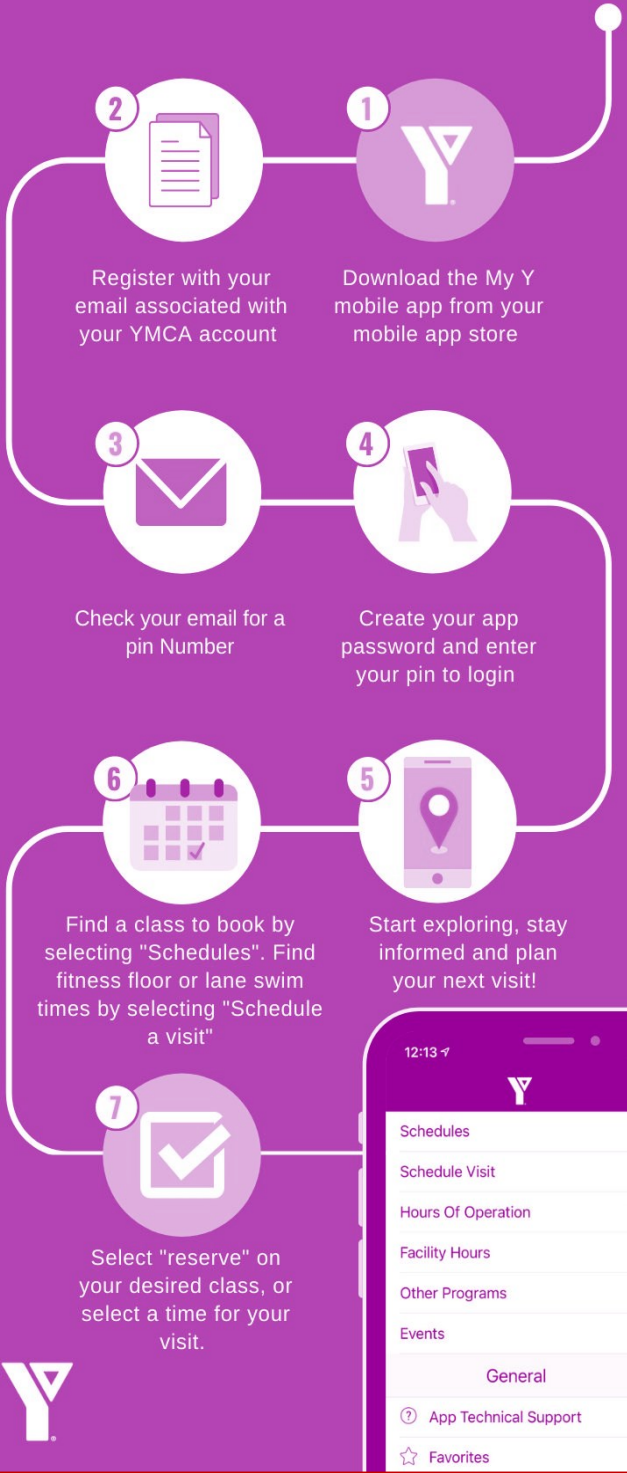 1
Download the My Y
mobile app from your
mobile app store
2
Register with your
email associated with
your YMCA account
3
Check your email for a
pin Number
4
Create your app
password and enter
your pin to login
5
Start exploring, stay
informed and plan
your next visit!
6
Find a class to book by
selecting "Schedules". Find
fitness floor or lane swim
times by selecting "Schedule
a visit"
7
Select "reserve" on
your desired class, or
select a time for your
visit.
12:13
Schedules
Schedule Visit
Hours Of Operation
Facility Hours
Other Programs
Events
General
App Technical Support
Favorites